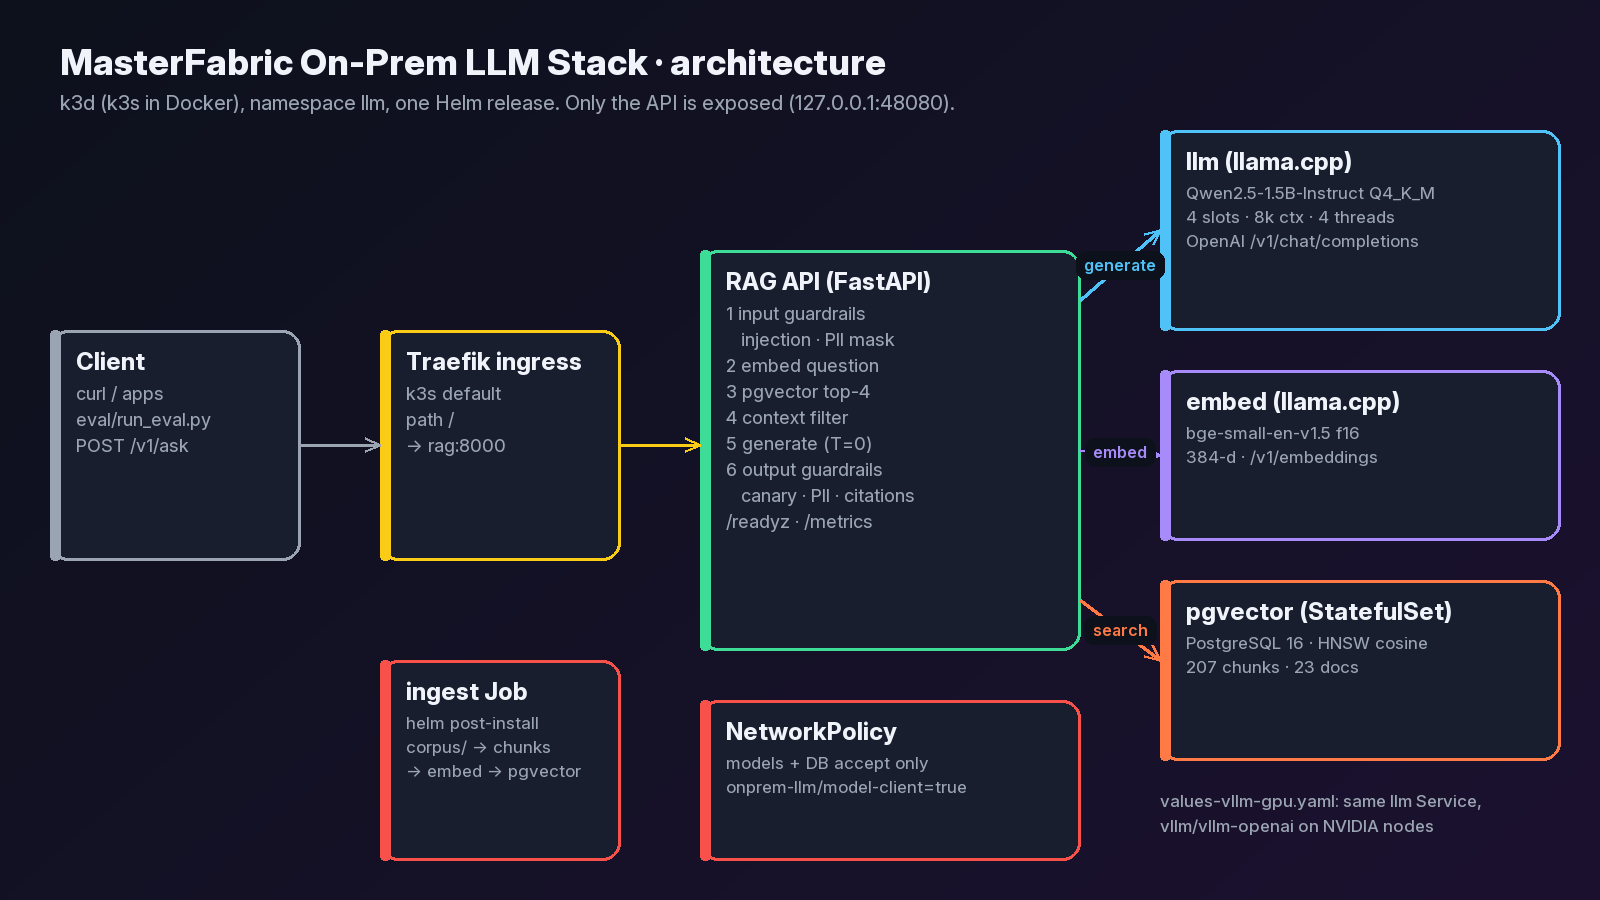 MasterFabric On-Prem LLM Stack · architecture
k3d (k3s in Docker), namespace llm, one Helm release. Only the API is exposed (127.0.0.1:48080).
Client
curl / apps
eval/run_eval.py
POST /v1/ask
Traefik ingress
k3s default
path /
→ rag:8000
RAG API (FastAPI)
1 input guardrails
injection · PII mask
2 embed question
3 pgvector top-4
4 context filter
5 generate (T=0)
6 output guardrails
canary · PII · citations
/readyz · /metrics
generate
embed
search
llm (llama.cpp)
Qwen2.5-1.5B-Instruct Q4_K_M
4 slots · 8k ctx · 4 threads
OpenAI /v1/chat/completions
embed (llama.cpp)
bge-small-en-v1.5 f16
384-d · /v1/embeddings
pgvector (StatefulSet)
PostgreSQL 16 · HNSW cosine
207 chunks · 23 docs
ingest Job
helm post-install
corpus/ → chunks
→ embed → pgvector
NetworkPolicy
models + DB accept only
onprem-llm/model-client=true
values-vllm-gpu.yaml: same llm Service,
vllm/vllm-openai on NVIDIA nodes